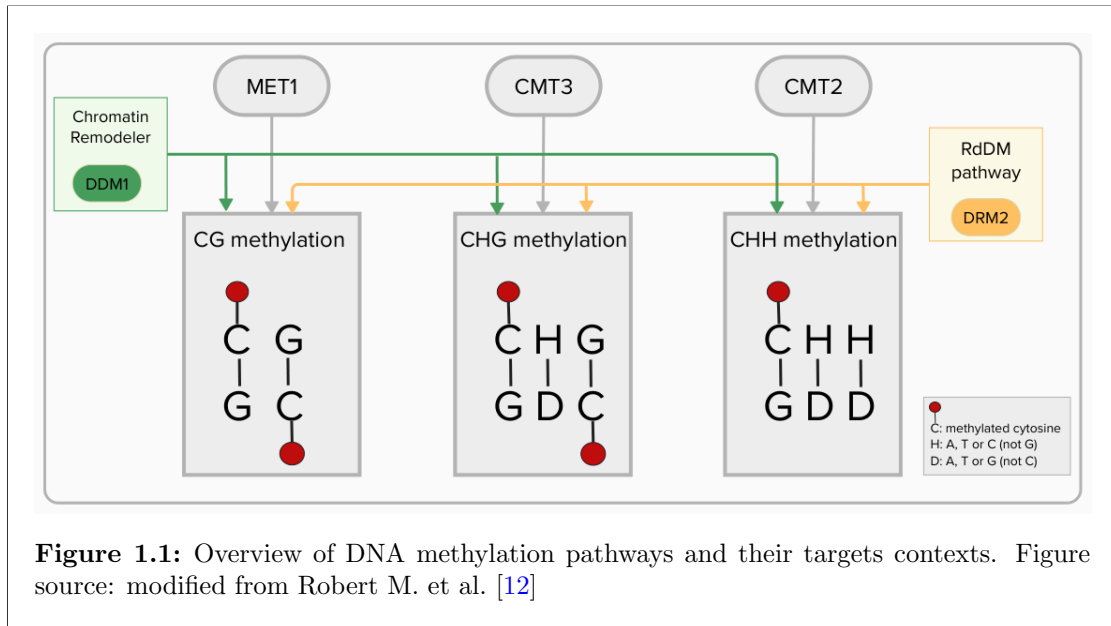 MET1
CMT3
CMT2
Chromatin
Remodeler
DDM1
RdDM
pathway
DRM2
CG methylation
CHG methylation
CHH methylation
C G
G C
C H G
G D C
C H H
G D D
C: methylated cytosine
H: A, T or C (not G)
D: A, T or G (not C)
Figure 1.1: Overview of DNA methylation pathways and their targets contexts. Figure
source: modified from Robert M. et al. [12]